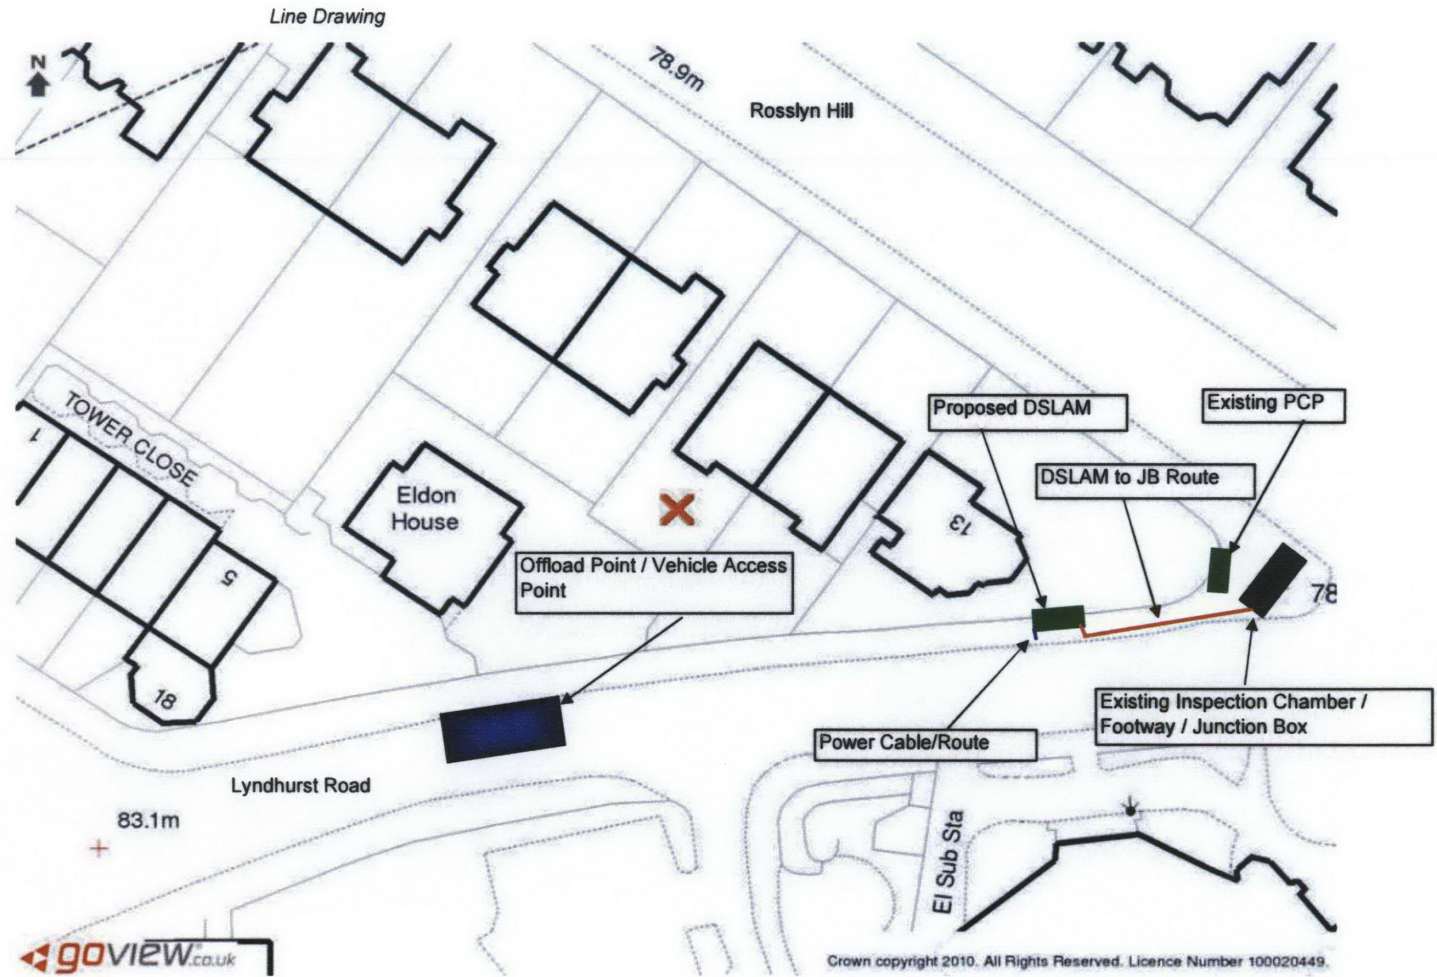 Line Drawing
N
78.9m
Rosslyn Hill
TOWER CLOSE
1
Eldon
House
Proposed DSLAM
Existing PCP
DSLAM to JB Route
13
5
Offload Point / Vehicle Access
Point
78
18
Existing Inspection Chamber /
Footway / Junction Box
Power Cable/Route
Lyndhurst Road
83.1m
El Sub Sta
goview.co.uk
Crown copyright 2010. All Rights Reserved. Licence Number 100020449.